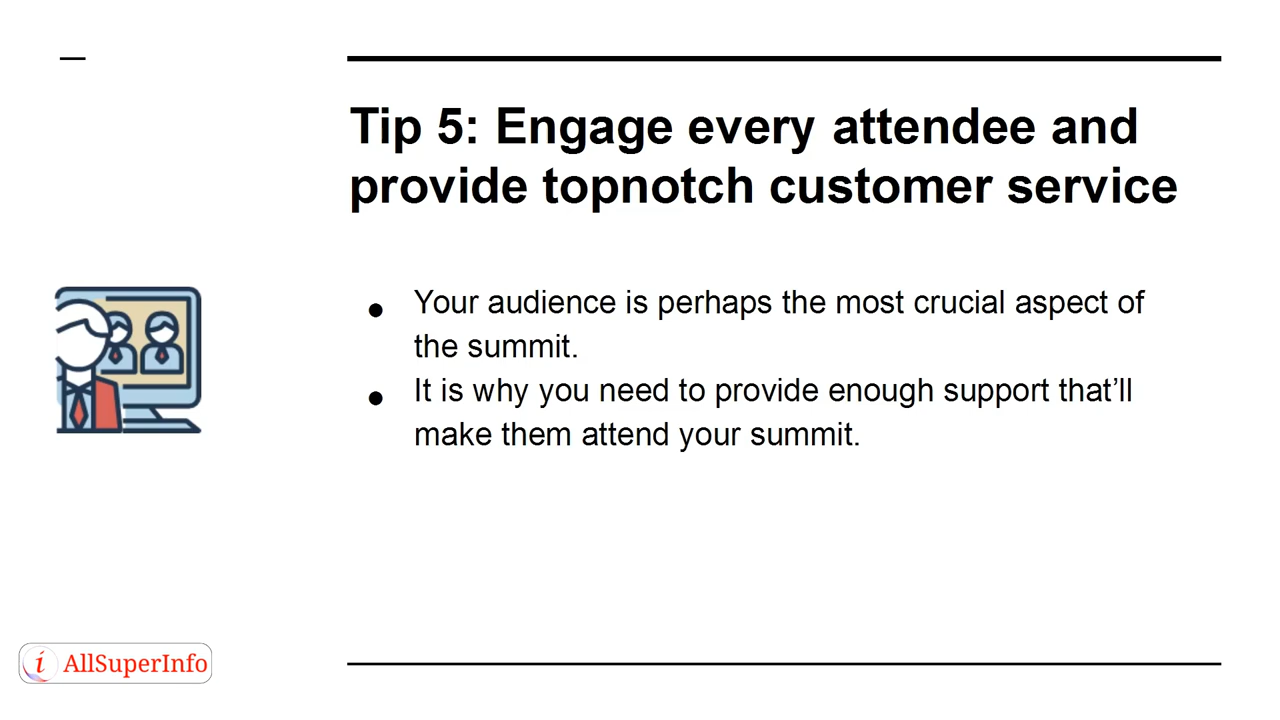 Tip 5: Engage every attendee and
provide topnotch customer service
● Your audience is perhaps the most crucial aspect of
the summit.
● It is why you need to provide enough support that’ll
make them attend your summit.
i AllSuperInfo